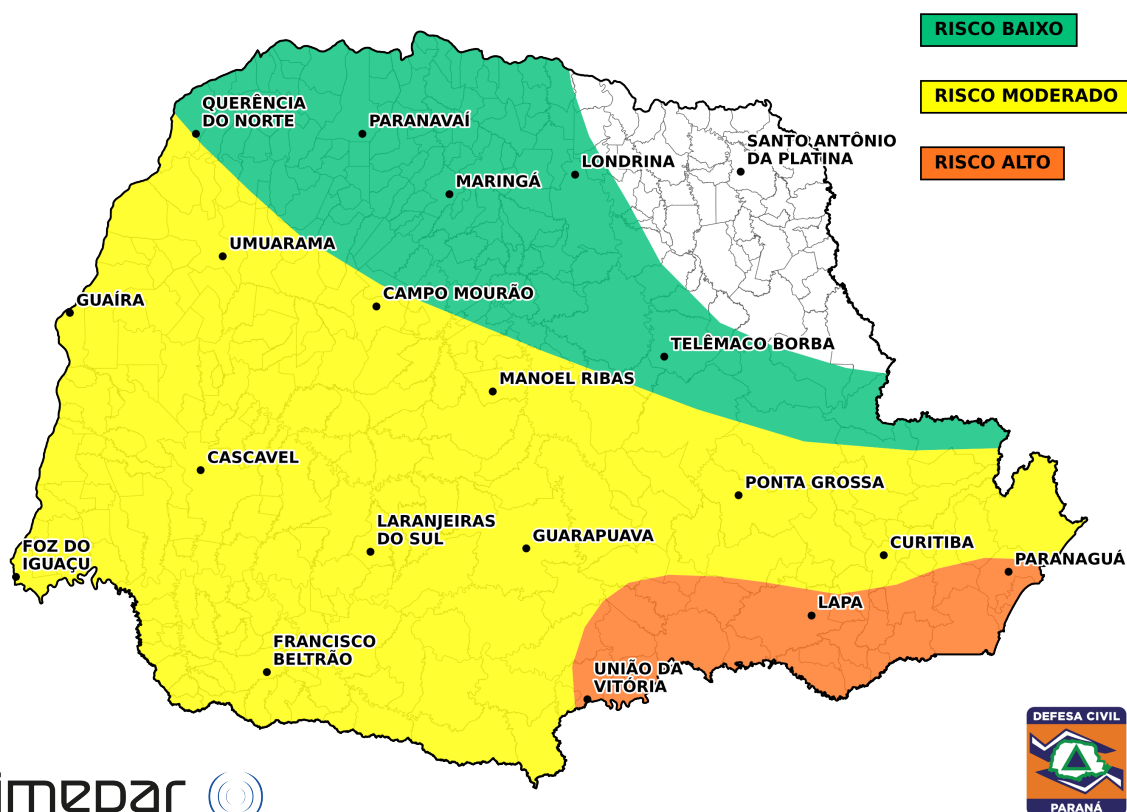 RISCO BAIXO
RISCO MODERADO
RISCO ALTO
QUERÊNCIA
DO NORTE
PARANAVAÍ
SANTO ANTÔNIO
DA PLATINA
LONDRINA
MARINGÁ
UMUARAMA
GUAÍRA
CAMPO MOURÃO
TELÊMACO BORBA
MANOEL RIBAS
CASCAVEL
PONTA GROSSA
LARANJEIRAS
DO SUL
GUARAPUAVA
CURITIBA
FOZ DO
IGUAÇU
PARANAGUÁ
LAPA
FRANCISCO
BELTRÃO
UNIÃO DA
VITÓRIA
DEFESA CIVIL
PARANÁ
imepar